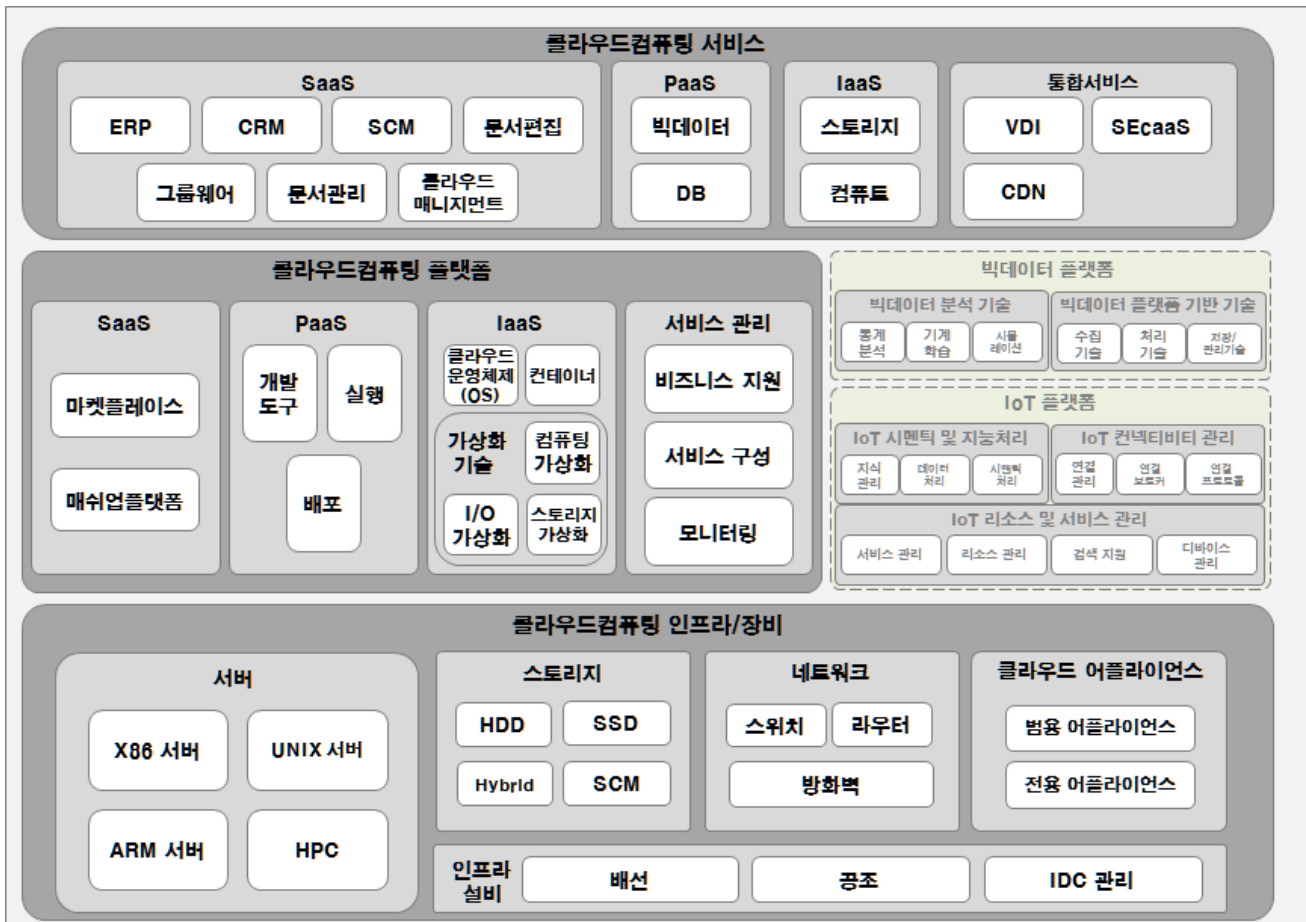 클라우드컴퓨팅 서비스
SaaS
ERP
CRM
SCM
문서편집
그룹웨어
문서관리
클라우드
매니지먼트
PaaS
빅데이터
DB
IaaS
스토리지
컴퓨트
통합서비스
VDI
SEcaaS
CDN
클라우드컴퓨팅 플랫폼
SaaS
마켓플레이스
매쉬업플랫폼
PaaS
개발
도구
실행
배포
IaaS
클라우드
운영체제
(OS)
컨테이너
가상화
기술
컴퓨팅
가상화
I/O
가상화
스토리지
가상화
서비스 관리
비즈니스 지원
서비스 구성
모니터링
빅데이터 플랫폼
빅데이터 분석 기술
통계
분석
기계
학습
시뮬
레이션
빅데이터 플랫폼 기반 기술
수집
기술
처리
기술
저장/
관리기술
IoT 플랫폼
IoT 시멘틱 및 지능처리
지식
관리
데이터
처리
시맨틱
처리
IoT 컨넥티비티 관리
연결
관리
연결
브로커
연결
프로토콜
IoT 리소스 및 서비스 관리
서비스 관리
리소스 관리
검색 지원
디바이스
관리
클라우드컴퓨팅 인프라/장비
서버
X86 서버
UNIX 서버
ARM 서버
HPC
스토리지
HDD
SSD
Hybrid
SCM
네트워크
스위치
라우터
방화벽
클라우드 어플라이언스
범용 어플라이언스
전용 어플라이언스
인프라
설비
배선
공조
IDC 관리